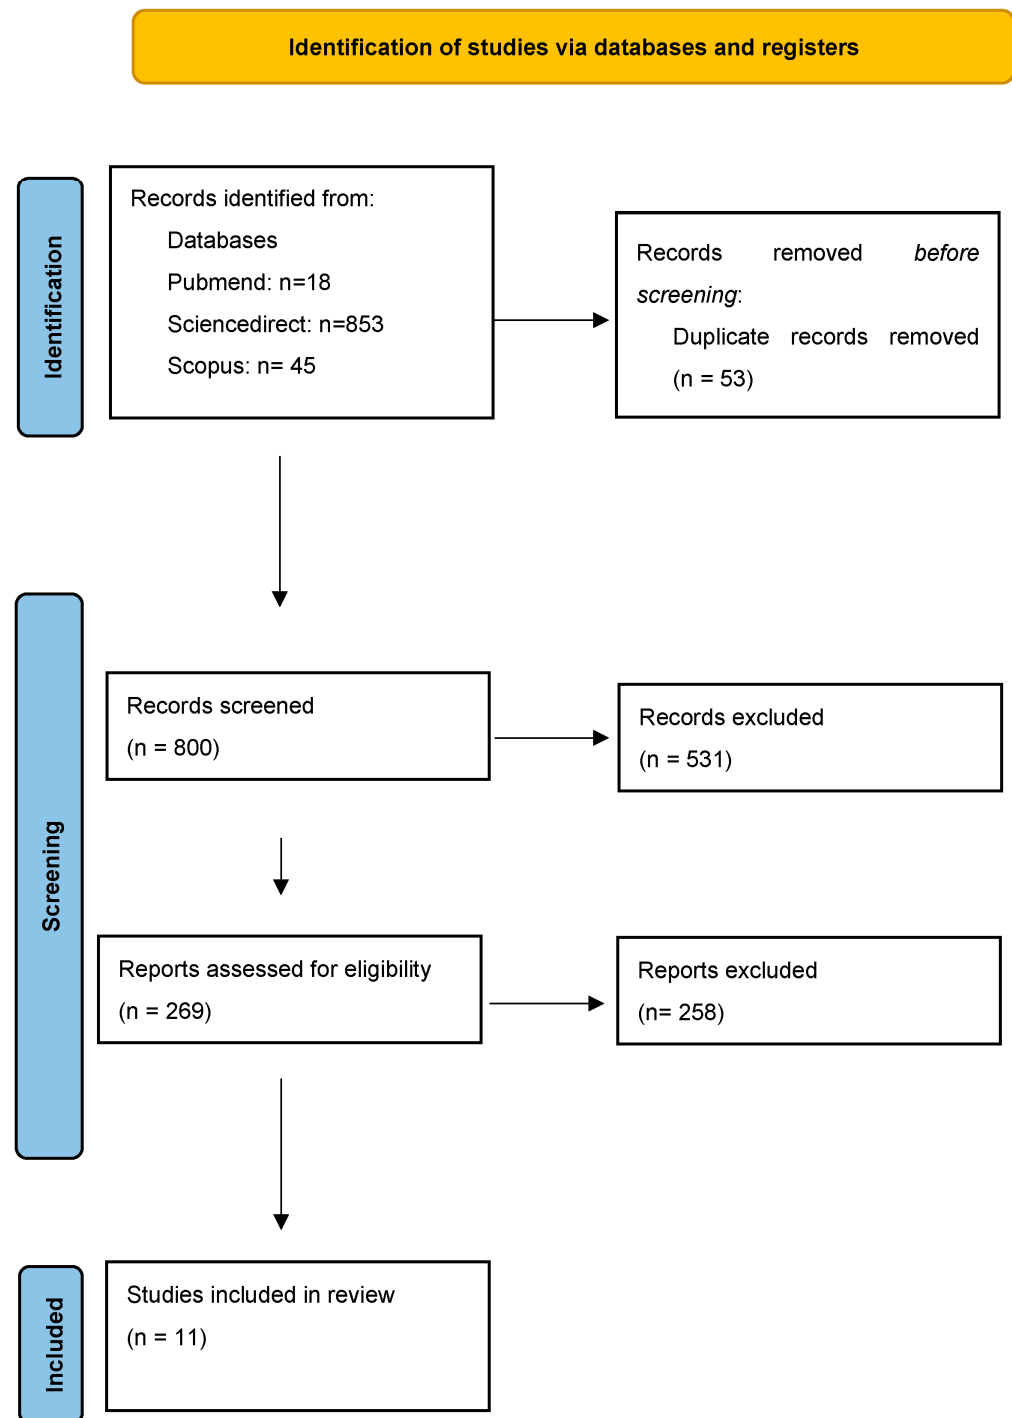 Identification of studies via databases and registers
Identification
Records identified from:
Databases
Pubmend: n=18
Sciencedirect: n=853
Scopus: n= 45
Records removed before
screening:
Duplicate records removed
(n = 53)
Screening
Records screened
(n = 800)
Records excluded
(n = 531)
Reports assessed for eligibility
(n = 269)
Reports excluded
(n= 258)
Included
Studies included in review
(n = 11)